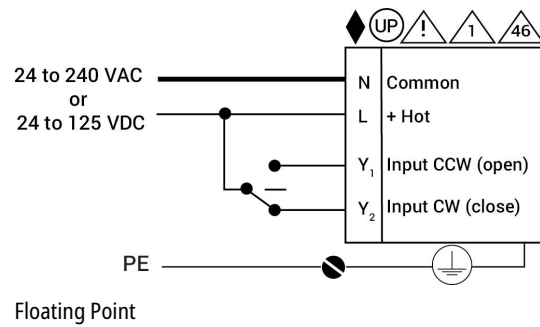 UP ! 1 46
24 to 240 VAC
or
24 to 125 VDC
N Common
L + Hot
Y1 Input CCW (open)
Y2 Input CW (close)
PE
Floating Point